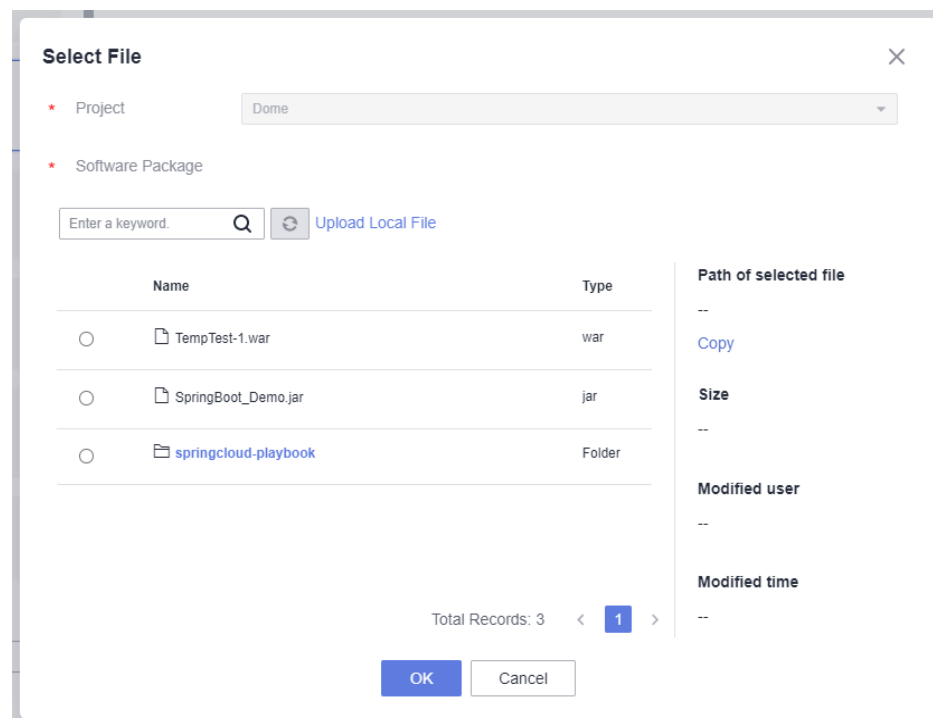 Select File
* Project
Dome
* Software Package
Enter a keyword.
Upload Local File
Name Type
TempTest-1.war war
SpringBoot_Demo.jar jar
springcloud-playbook Folder
Total Records: 3 < 1 >
Path of selected file
--
Copy
Size
--
Modified user
--
Modified time
--
OK Cancel